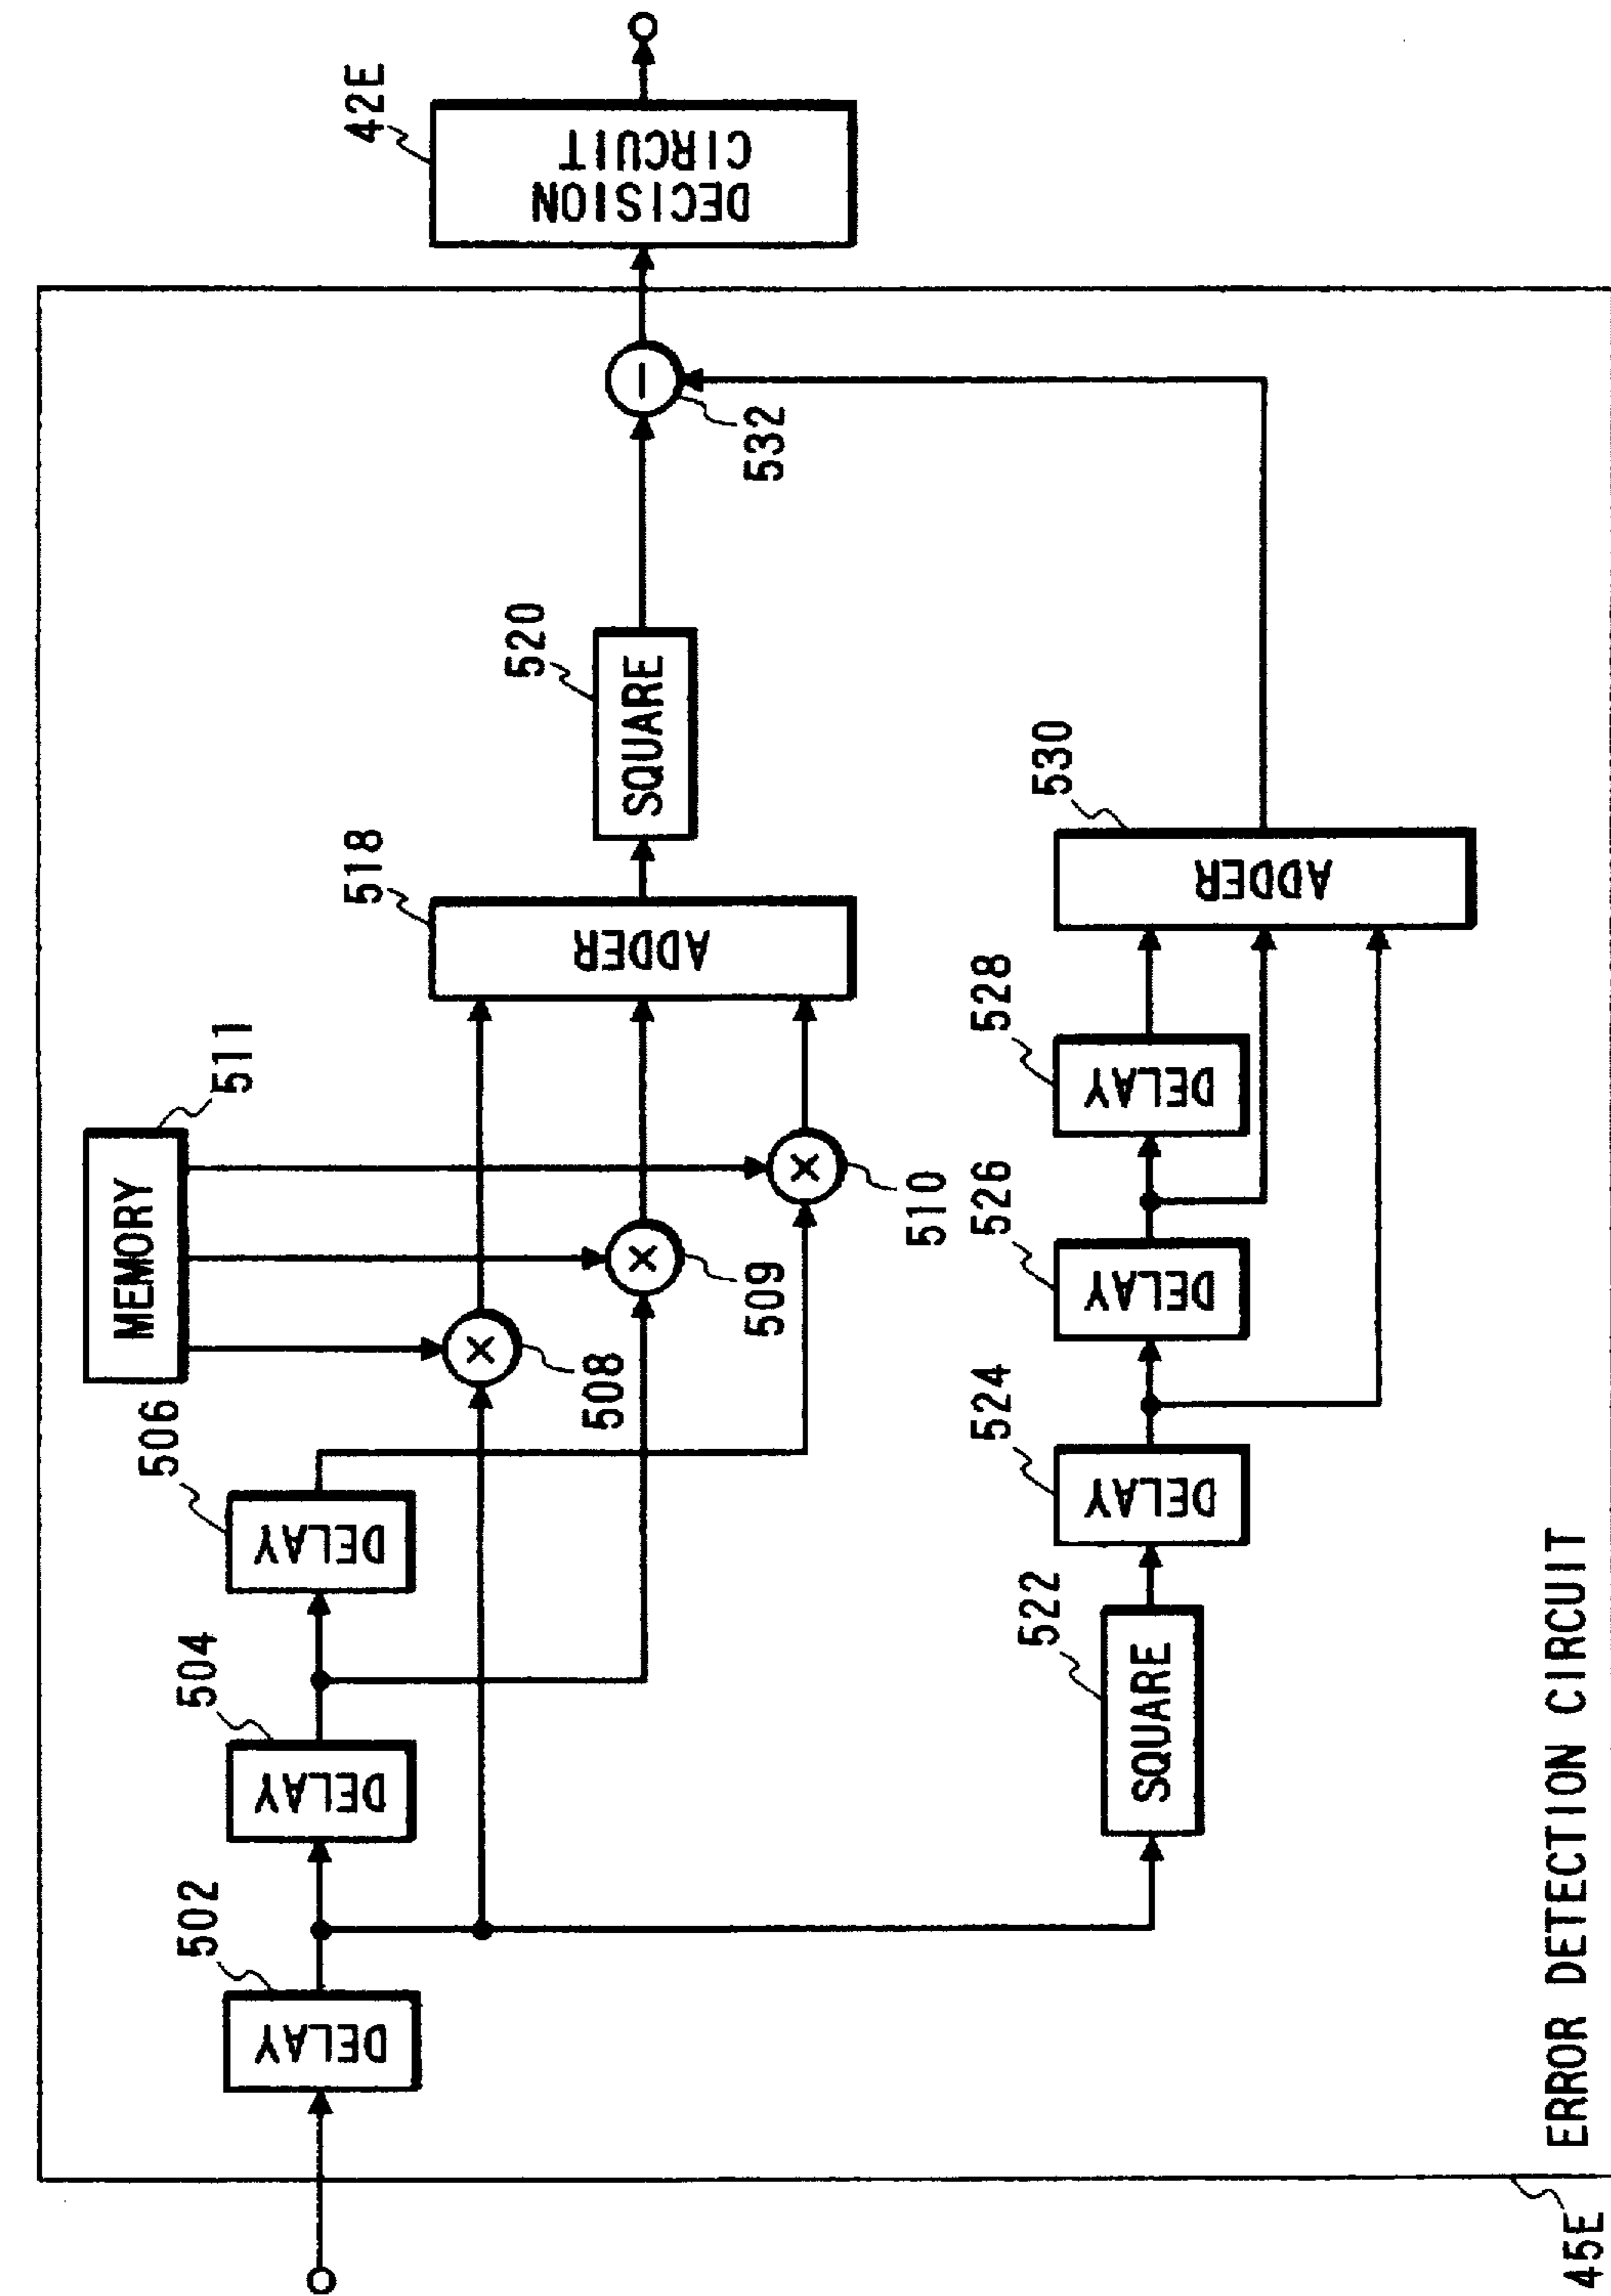 45E
ERROR DETECTION CIRCUIT
502
DELAY
504
DELAY
506
DELAY
MEMORY
511
508
509
510
518
ADDER
520
SQUARE
532
42E
DECISION
CIRCUIT
522
SQUARE
524
DELAY
526
DELAY
528
DELAY
530
ADDER